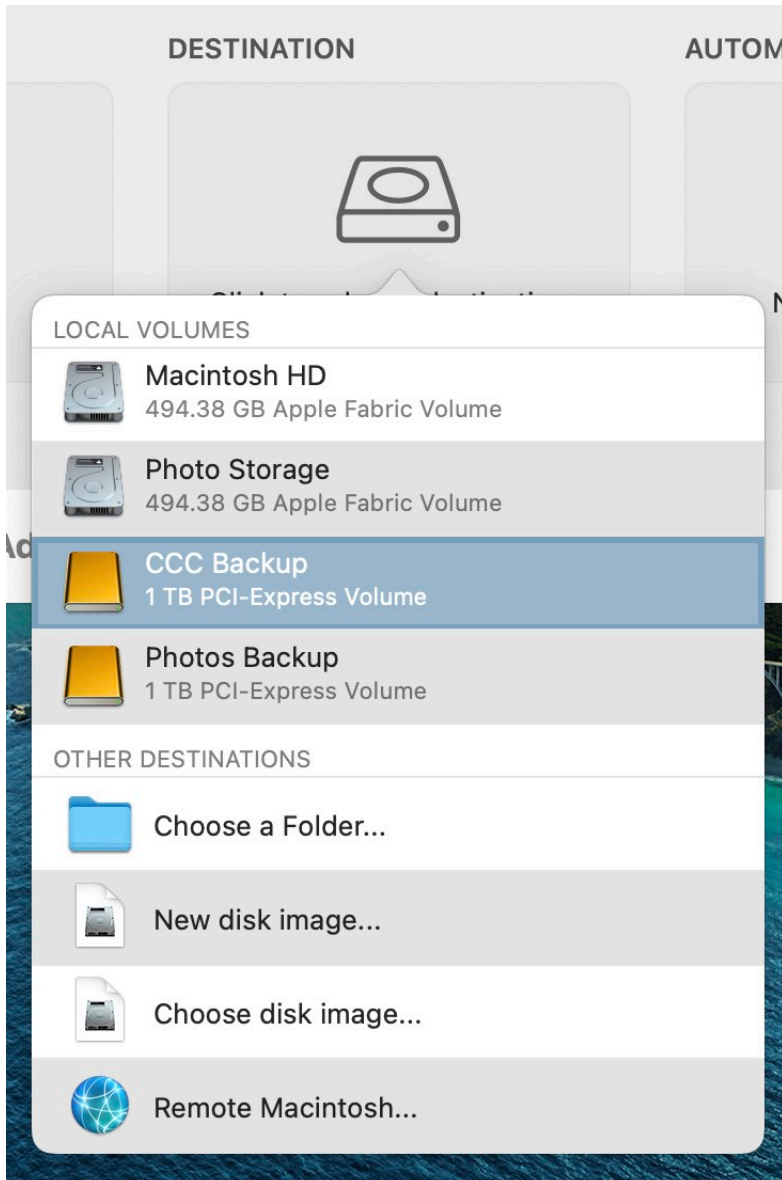 DESTINATION
AUTOM
LOCAL VOLUMES
Macintosh HD
494.38 GB Apple Fabric Volume
Photo Storage
494.38 GB Apple Fabric Volume
Ad
CCC Backup
1 TB PCI-Express Volume
Photos Backup
1 TB PCI-Express Volume
OTHER DESTINATIONS
Choose a Folder...
New disk image...
Choose disk image...
Remote Macintosh...